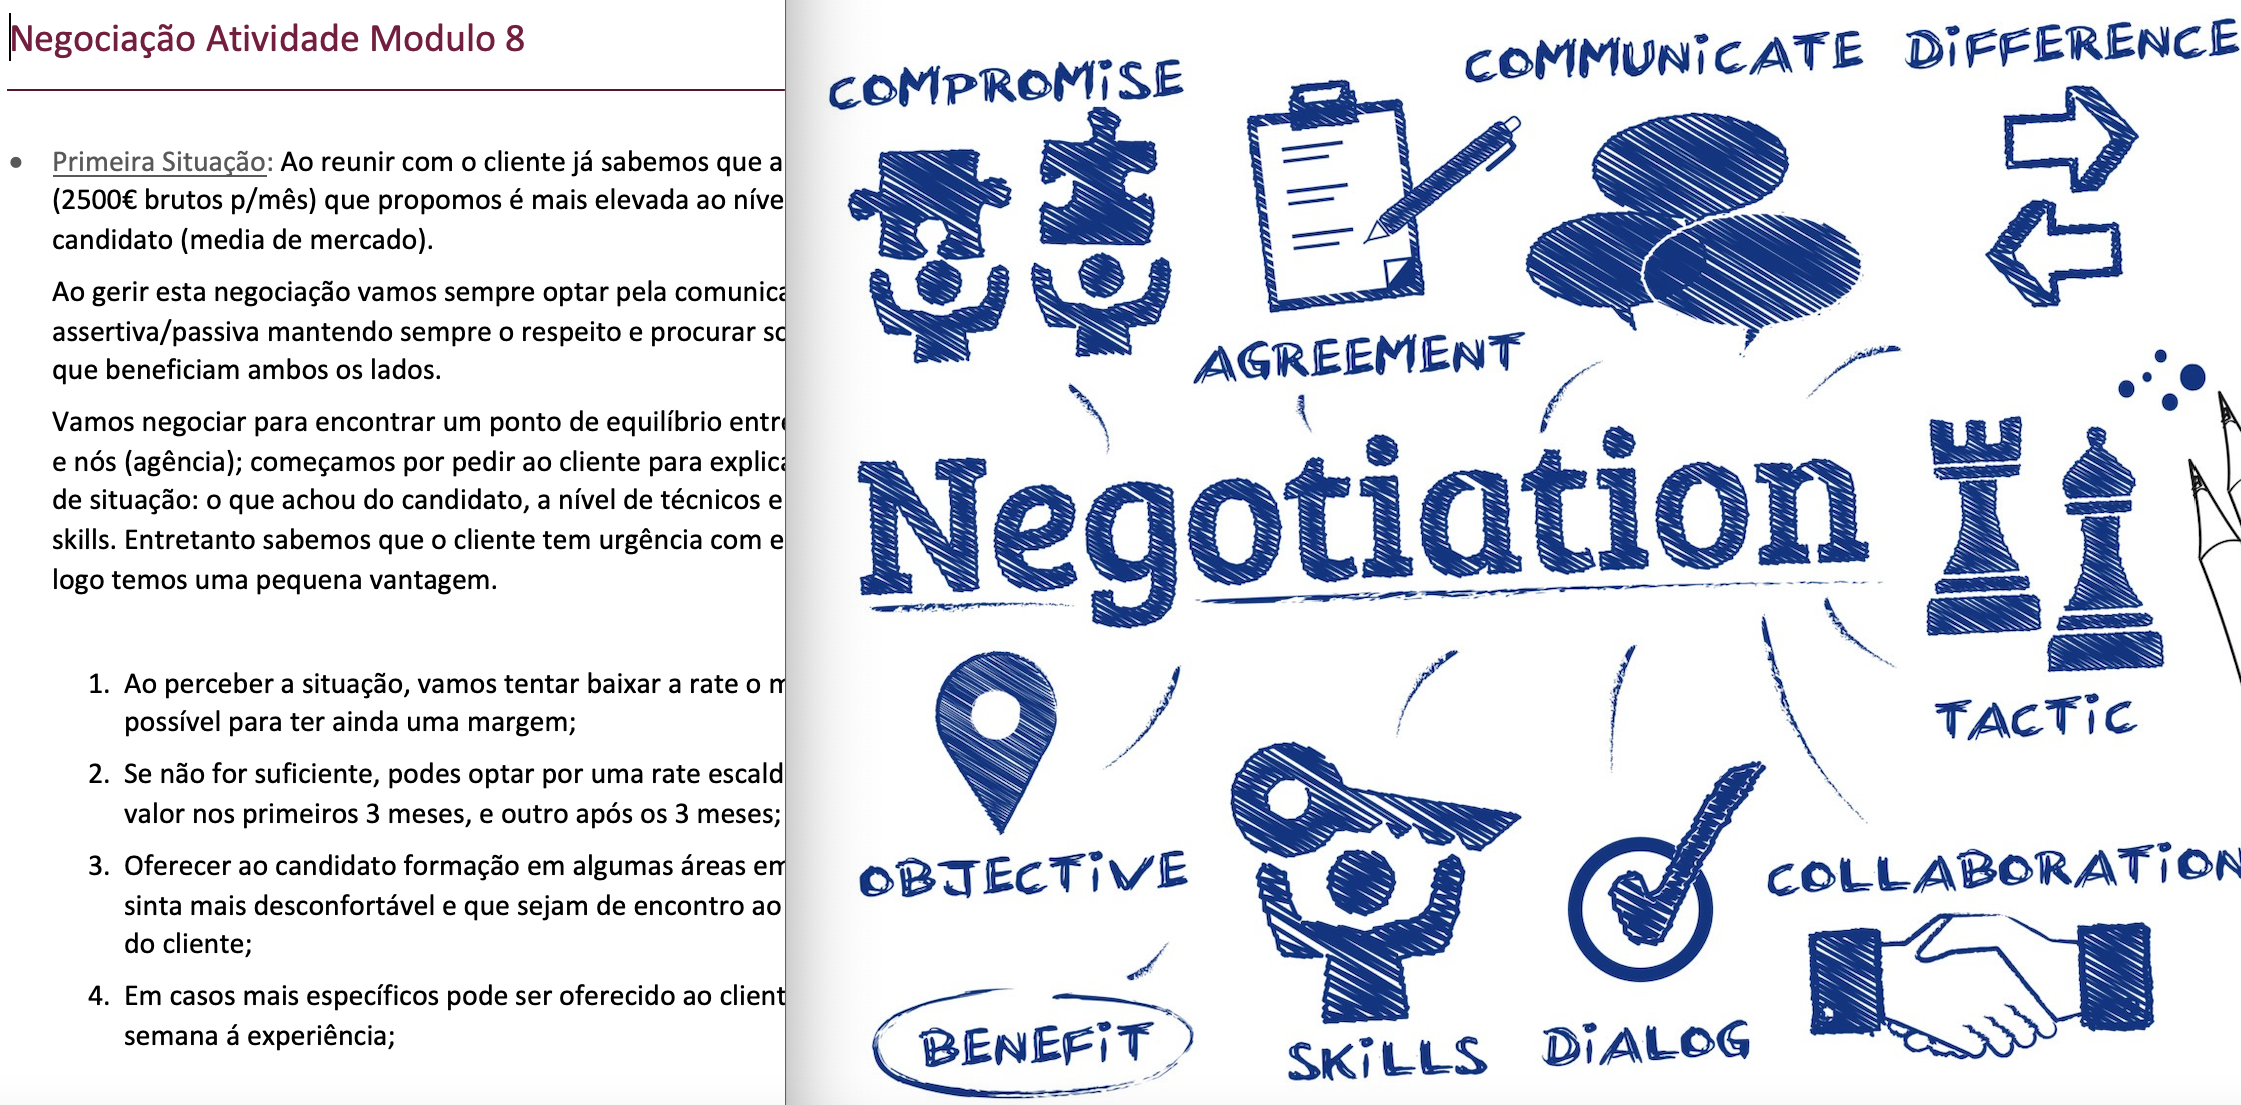 Negociação Atividade Modulo 8
• Primeira Situação: Ao reunir com o cliente já sabemos que a
(2500€ brutos p/mês) que propomos é mais elevada ao níve
candidato (media de mercado).
Ao gerir esta negociação vamos sempre optar pela comunica
assertiva/passiva mantendo sempre o respeito e procurar so
que beneficiam ambos os lados.
Vamos negociar para encontrar um ponto de equilíbrio entre
e nós (agência); começamos por pedir ao cliente para explica
de situação: o que achou do candidato, a nível de técnicos e
skills. Entretanto sabemos que o cliente tem urgência com e
logo temos uma pequena vantagem.
1. Ao perceber a situação, vamos tentar baixar a rate o m
possível para ter ainda uma margem;
2. Se não for suficiente, podes optar por uma rate escald
valor nos primeiros 3 meses, e outro após os 3 meses;
3. Oferecer ao candidato formação em algumas áreas em
sinta mais desconfortável e que sejam de encontro ao
do cliente;
4. Em casos mais específicos pode ser oferecido ao client
semana á experiência;
COMPROMiSE
COMMUNiCATE
DiFFERENCE
AGREEMENT
Negotiation
TACTiC
OBJECTiVE
COLLABORATiON
BENEFiT
SKiLLS
DiALOG